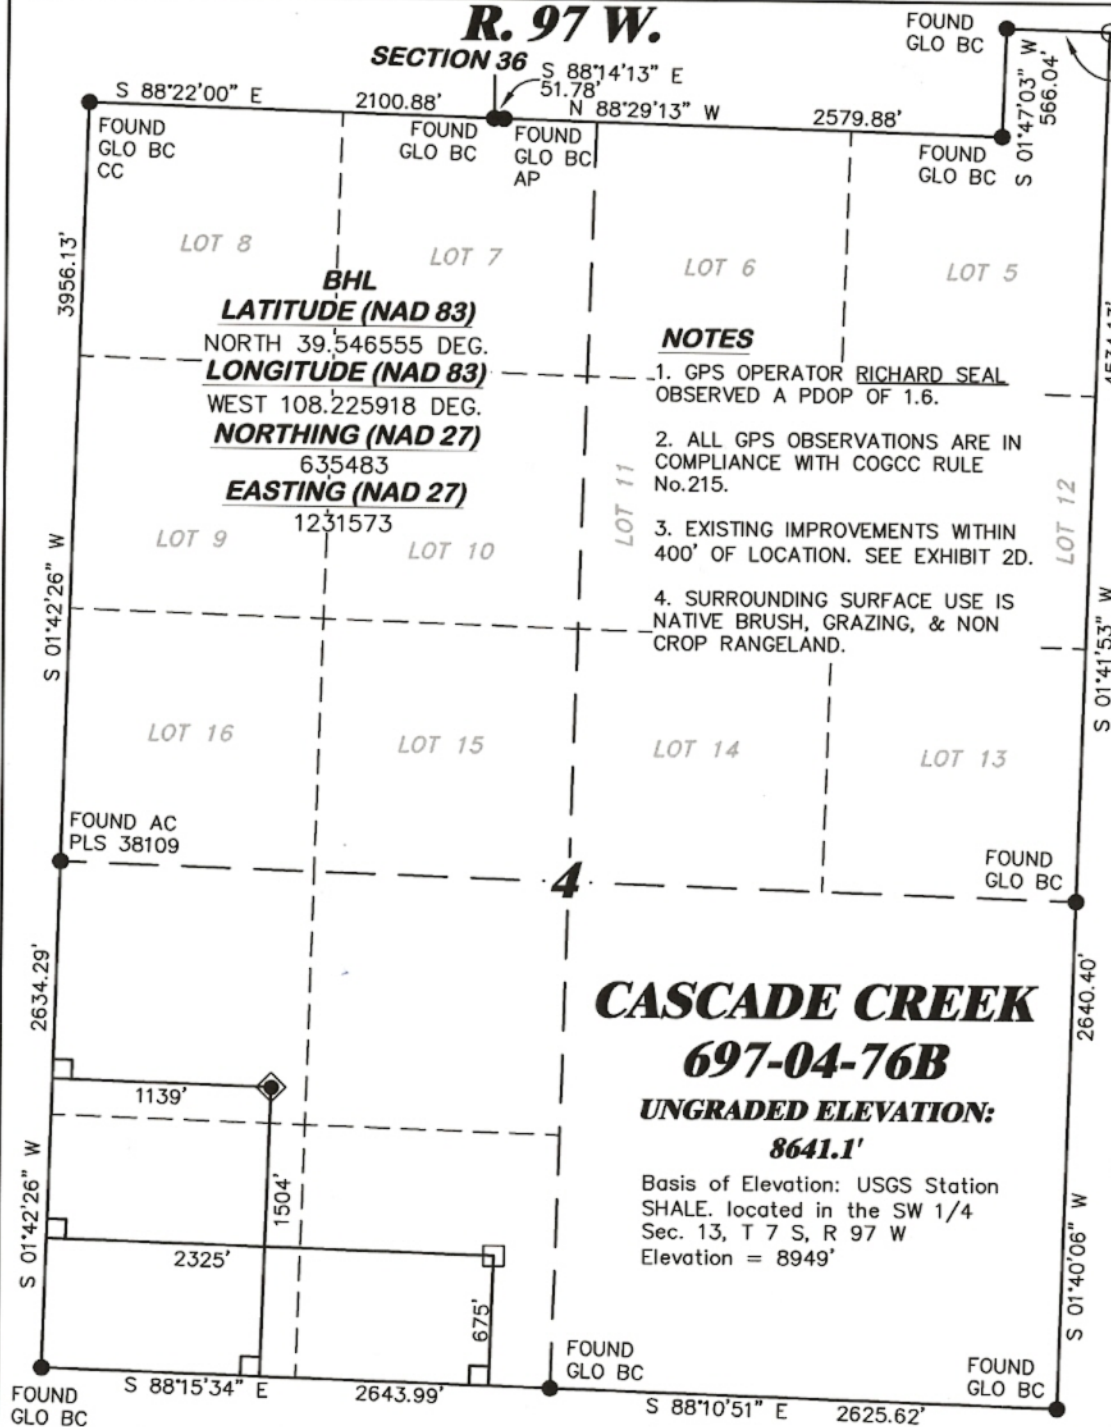 R. 97 W.
SECTION 36
S 88°14'13" E
51.78'
FOUND
GLO BC
S 88°22'00" E
2100.88'
N 88°29'13" W
2579.88'
S 01°47'03" W
566.04'
FOUND
GLO BC
CC
FOUND
GLO BC
FOUND
GLO BC
AP
FOUND
GLO BC
3956.13'
LOT 8
LOT 7
LOT 6
LOT 5
BHL
LATITUDE (NAD 83)
NORTH 39.546555 DEG.
LONGITUDE (NAD 83)
WEST 108.225918 DEG.
NORTHING (NAD 27)
635483
EASTING (NAD 27)
1231573
NOTES
1. GPS OPERATOR RICHARD SEAL
OBSERVED A PDOP OF 1.6.
2. ALL GPS OBSERVATIONS ARE IN
COMPLIANCE WITH COGCC RULE
No.215.
3. EXISTING IMPROVEMENTS WITHIN
400' OF LOCATION. SEE EXHIBIT 2D.
4. SURROUNDING SURFACE USE IS
NATIVE BRUSH, GRAZING, & NON
CROP RANGELAND.
LOT 9
LOT 10
LOT 11
LOT 12
S 01°42'26" W
S 01°41'53" W
LOT 16
LOT 15
LOT 14
LOT 13
FOUND AC
PLS 38109
FOUND
GLO BC
4
2634.29'
2640.40'
CASCADE CREEK
697-04-76B
UNGRADED ELEVATION:
8641.1'
Basis of Elevation: USGS Station
SHALE. located in the SW 1/4
Sec. 13, T 7 S, R 97 W
Elevation = 8949'
1139'
1504'
S 01°42'26" W
2325'
675'
S 01°40'06" W
FOUND
GLO BC
S 88°15'34" E
2643.99'
FOUND
GLO BC
S 88°10'51" E
2625.62'
FOUND
GLO BC